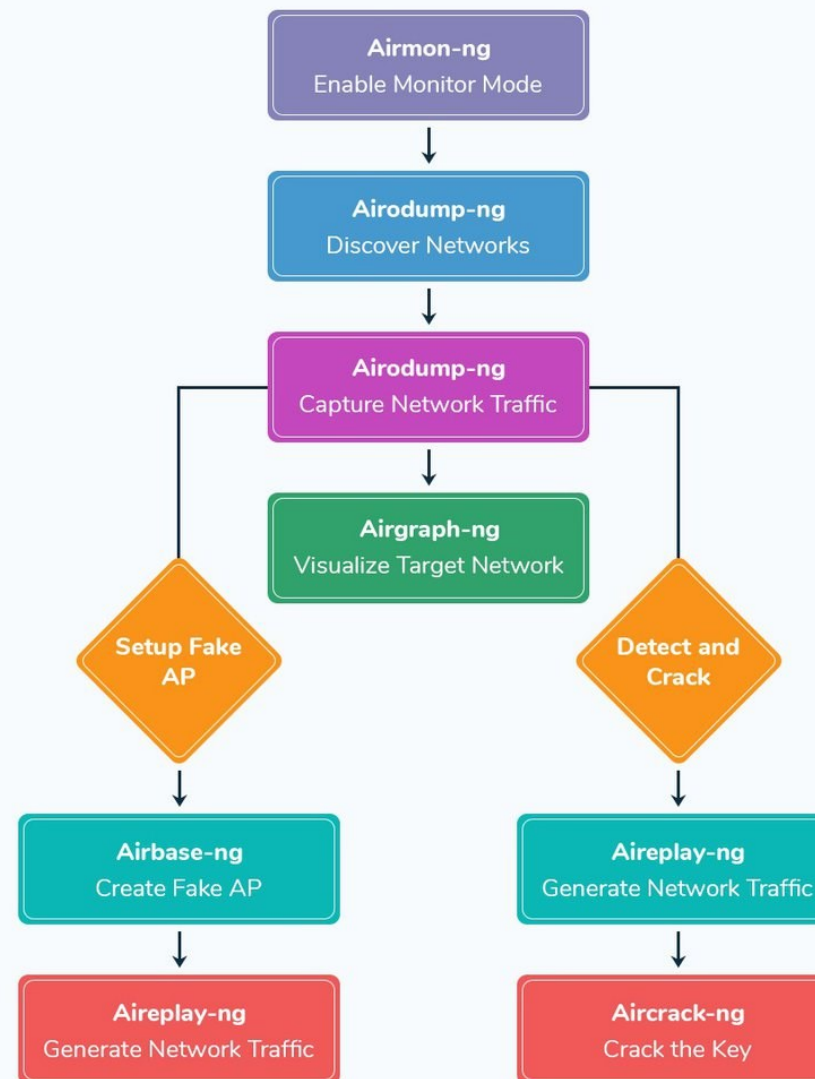 Airmon-ng
Enable Monitor Mode
Airodump-ng
Discover Networks
Airodump-ng
Capture Network Traffic
Airgraph-ng
Visualize Target Network
Setup Fake
AP
Detect and
Crack
Airbase-ng
Create Fake AP
Aireplay-ng
Generate Network Traffic
Aireplay-ng
Generate Network Traffic
Aircrack-ng
Crack the Key